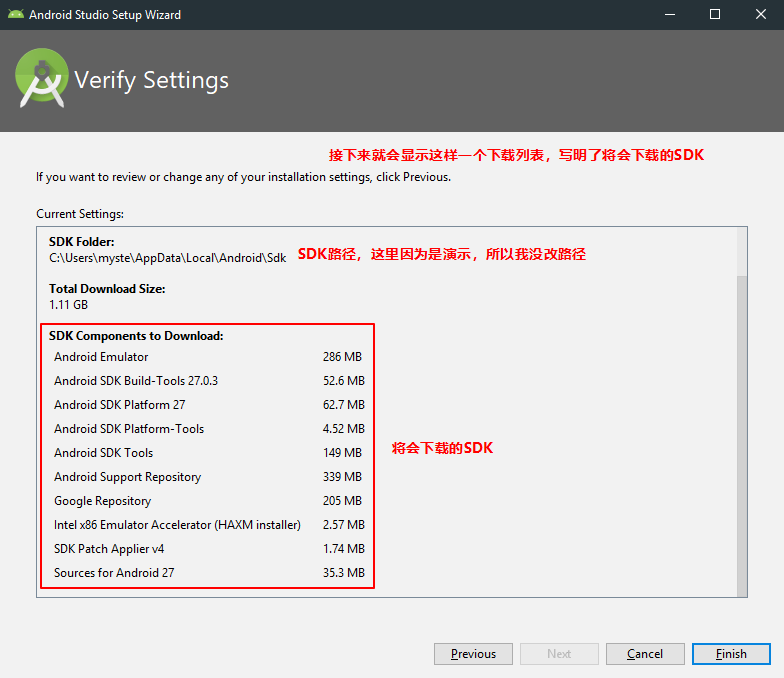 Android Studio Setup Wizard
Verify Settings
接下来就会显示这样一个下载列表，写明了将会下载的SDK
If you want to review or change any of your installation settings, click Previous.
Current Settings:
SDK Folder:
C:\Users\myste\AppData\Local\Android\Sdk
SDK路径，这里因为是演示，所以我没改路径
Total Download Size:
1.11 GB
SDK Components to Download:
Android Emulator 286 MB
Android SDK Build-Tools 27.0.3 52.6 MB
Android SDK Platform 27 62.7 MB
Android SDK Platform-Tools 4.52 MB
Android SDK Tools 149 MB
将会下载的SDK
Android Support Repository 339 MB
Google Repository 205 MB
Intel x86 Emulator Accelerator (HAXM installer) 2.57 MB
SDK Patch Applier v4 1.74 MB
Sources for Android 27 35.3 MB
Previous Next Cancel Finish